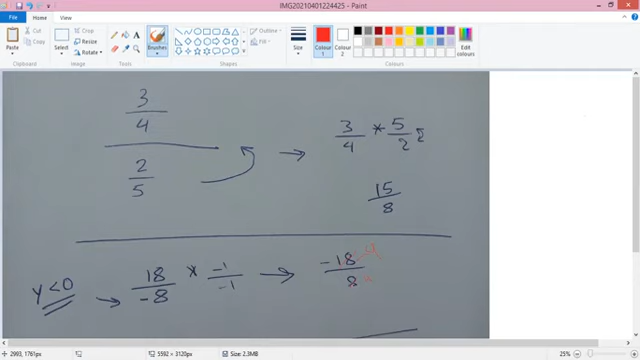 IMG20210401224425 - Paint
File Home View
Paste Cut Copy Clipboard
Select Crop Resize Rotate Image
Tools
Brushes
Shapes Outline Fill
Size
Colour 1 Colour 2 Colours Edit colours
3/4
2/5
→ 3/4 * 5/2
15/8
y<0 → 18/-8 * -1/-1 → -18/8
2993, 1761px 5592 × 3120px Size: 2.3MB 25%